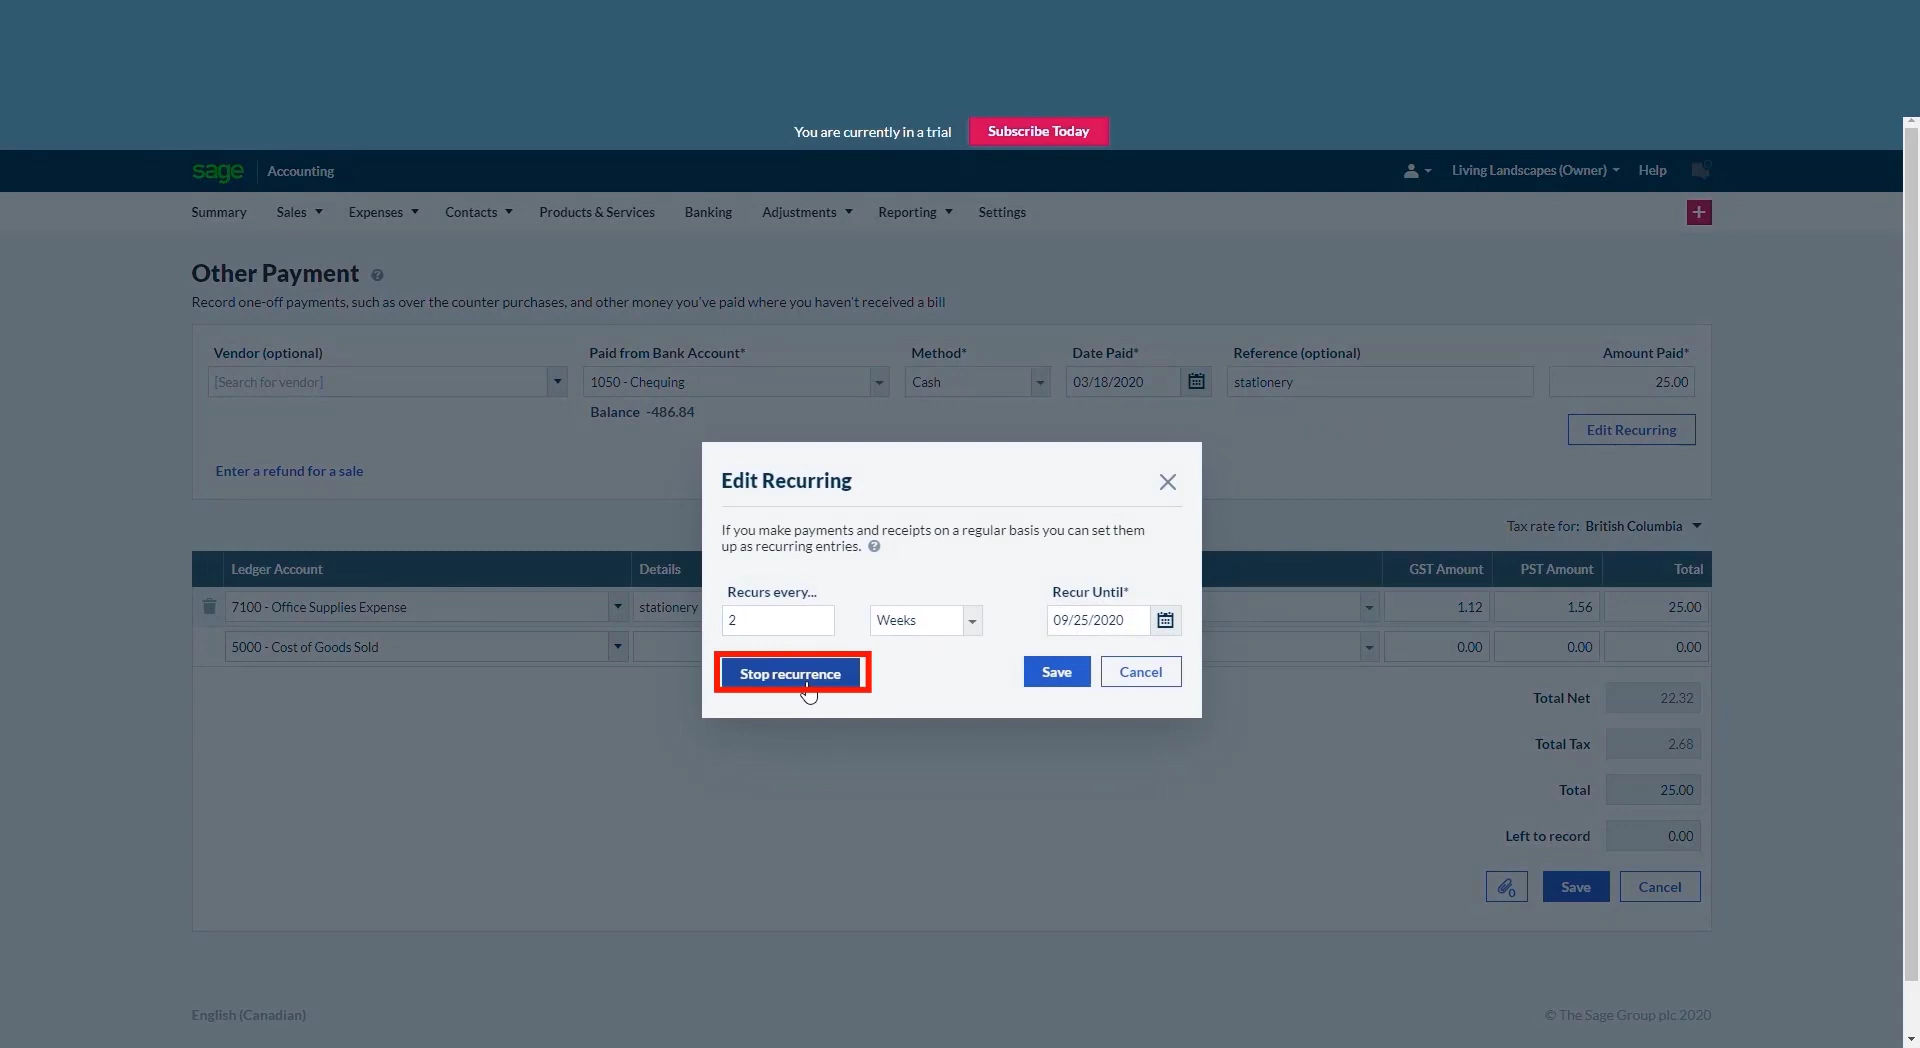 You are currently in a trial Subscribe Today
sage Accounting Living Landscapes (Owner) Help
Summary Sales Expenses Contacts Products & Services Banking Adjustments Reporting Settings +
Other Payment ?
Record one-off payments, such as over the counter purchases, and other money you've paid where you haven't received a bill
Vendor (optional) Paid from Bank Account* Method* Date Paid* Reference (optional) Amount Paid*
[Search for vendor] 1050 - Chequing Cash 03/18/2020 stationery 25.00
Balance -486.84
Edit Recurring
Enter a refund for a sale
Edit Recurring
If you make payments and receipts on a regular basis you can set them
up as recurring entries. ?
Recurs every... Recur Until*
2 Weeks 09/25/2020
Stop recurrence Save Cancel
Tax rate for: British Columbia
Ledger Account Details GST Amount PST Amount Total
7100 - Office Supplies Expense stationery 1.12 1.56 25.00
5000 - Cost of Goods Sold 0.00 0.00 0.00
Total Net 22.32
Total Tax 2.68
Total 25.00
Left to record 0.00
0 Save Cancel
English (Canadian) © The Sage Group plc 2020